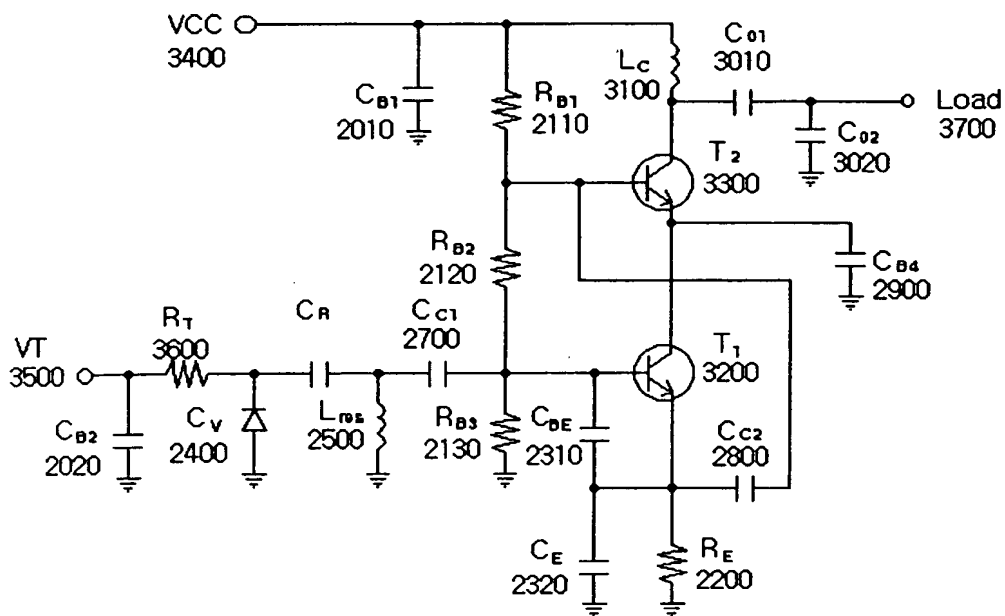 VCC
3400
C01
3010
LC
3100
CB1
2010
RB1
2110
Load
3700
C02
3020
T2
3300
RB2
2120
CB4
2900
CR
CC1
2700
RT
3600
VT
3500
T1
3200
CB2
2020
CV
2400
Lres
2500
RB3
2130
CBE
2310
CC2
2800
CE
2320
RE
2200